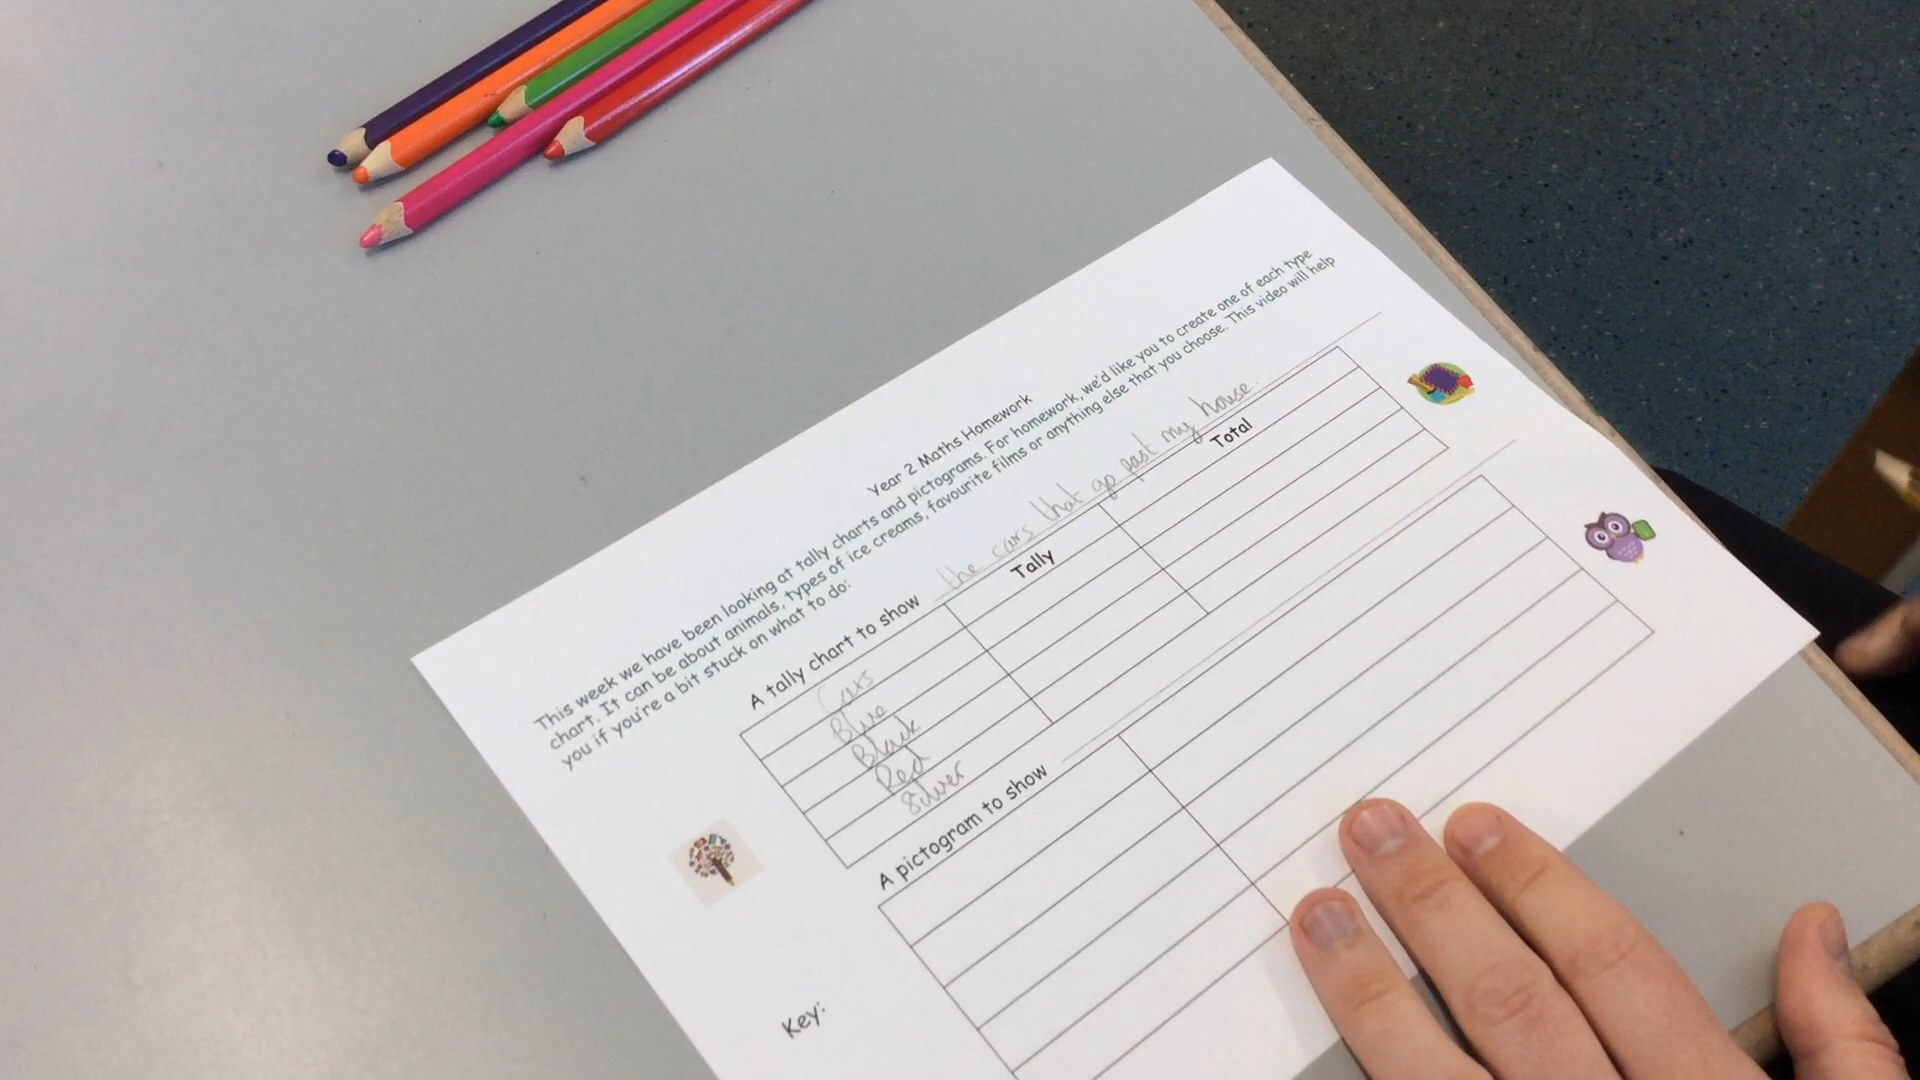 Year 2 Maths Homework
This week we have been looking at tally charts and pictograms. For homework, we'd like you to create one of each type
chart. It can be about animals, types of ice creams, favourite films or anything else that you choose. This video will help
you if you're a bit stuck on what to do:
A tally chart to show the cars that go past my house.
Cars Tally Total
Blue
Black
Red
Silver
A pictogram to show
Key: